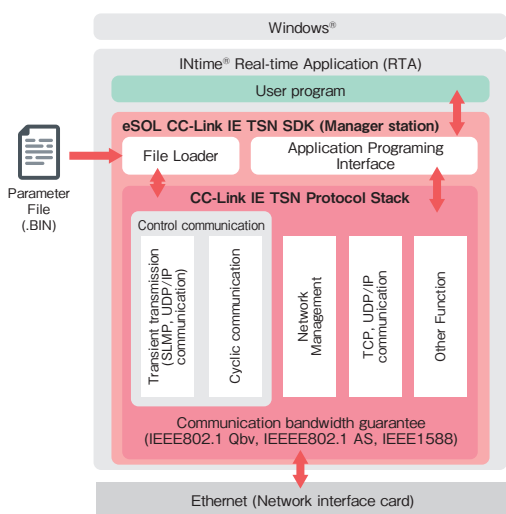 Windows®
INtime® Real-time Application (RTA)
User program
eSOL CC-Link IE TSN SDK (Manager station)
File Loader
Application Programing
Interface
Parameter
File
(.BIN)
CC-Link IE TSN Protocol Stack
Control communication
Transient transmission
(SLMP, UDP/IP
communication)
Cyclic communication
Network
Management
TCP, UDP/IP
communication
Other Function
Communication bandwidth guarantee
(IEEE802.1 Qbv, IEEEE802.1 AS, IEEE1588)
Ethernet (Network interface card)